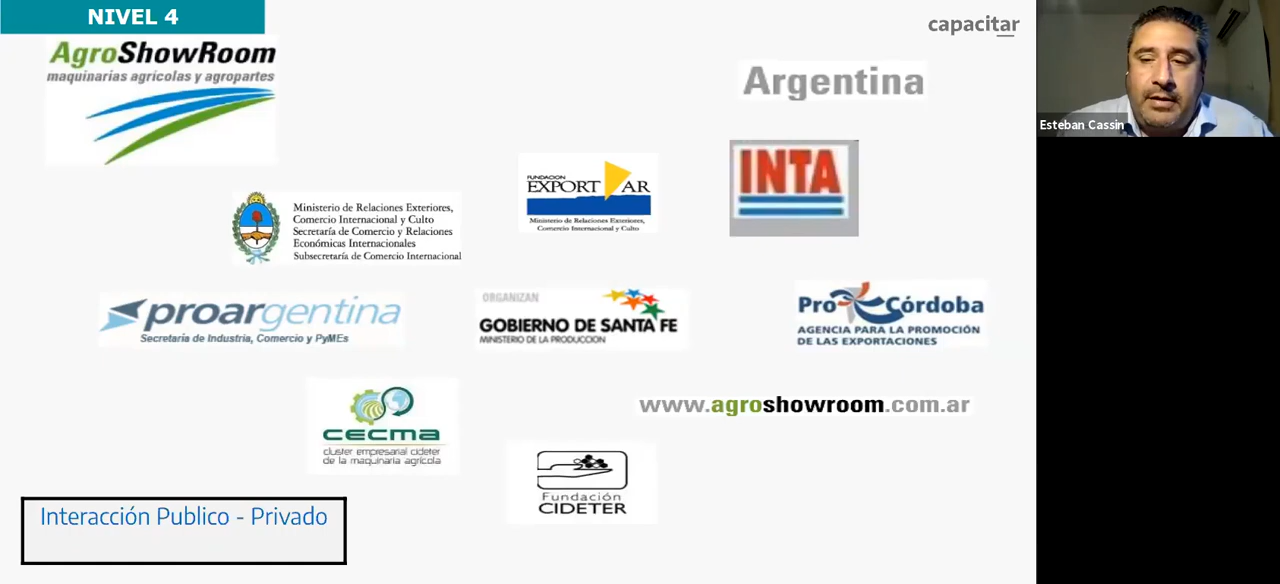 NIVEL 4
capacitar
AgroShowRoom
maquinarias agrícolas y agropartes
Argentina
Esteban Cassin
FUNDACION
EXPORT AR
Ministerio de Relaciones Exteriores,
Comercio Internacional y Culto
INTA
Ministerio de Relaciones Exteriores,
Comercio Internacional y Culto
Secretaría de Comercio y Relaciones
Económicas Internacionales
Subsecretaría de Comercio Internacional
proargentina
Secretaría de Industria, Comercio y PyMEs
ORGANIZAN
GOBIERNO DE SANTA FE
MINISTERIO DE LA PRODUCCION
Pro Córdoba
AGENCIA PARA LA PROMOCIÓN
DE LAS EXPORTACIONES
cecma
cluster empresarial cideter
de la maquinaria agrícola
www.agroshowroom.com.ar
Fundación
CIDETER
Interacción Publico - Privado